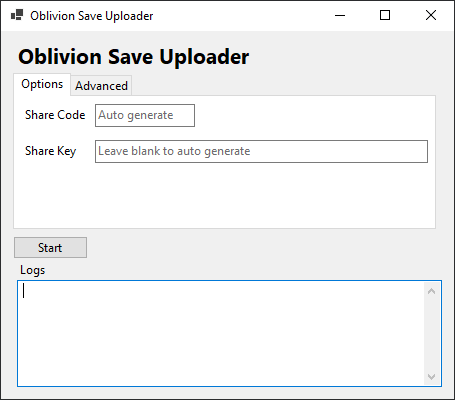 Oblivion Save Uploader
Oblivion Save Uploader
Options Advanced
Share Code Auto generate
Share Key Leave blank to auto generate
Start
Logs